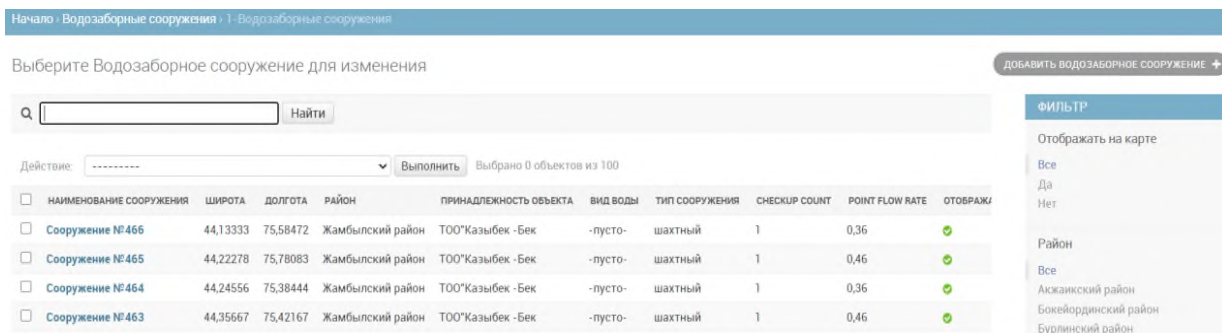 Начало › Водозаборные сооружения › 1-Водозаборные сооружения
Выберите Водозаборное сооружение для изменения
ДОБАВИТЬ ВОДОЗАБОРНОЕ СООРУЖЕНИЕ +
Найти
Действие: --------- Выполнить Выбрано 0 объектов из 100
НАИМЕНОВАНИЕ СООРУЖЕНИЯ ШИРОТА ДОЛГОТА РАЙОН ПРИНАДЛЕЖНОСТЬ ОБЪЕКТА ВИД ВОДЫ ТИП СООРУЖЕНИЯ CHECKUP COUNT POINT FLOW RATE ОТОБРАЖА
Сооружение №466 44,13333 75,58472 Жамбылский район ТОО"Казыбек -Бек -пусто- шахтный 1 0,36
Сооружение №465 44,22278 75,78083 Жамбылский район ТОО"Казыбек -Бек -пусто- шахтный 1 0,46
Сооружение №464 44,24556 75,38444 Жамбылский район ТОО"Казыбек -Бек -пусто- шахтный 1 0,36
Сооружение №463 44,35667 75,42167 Жамбылский район ТОО"Казыбек -Бек -пусто- шахтный 1 0,46
ФИЛЬТР
Отображать на карте
Все
Да
Нет
Район
Все
Акжаикский район
Бокейординский район
Бурлинский район